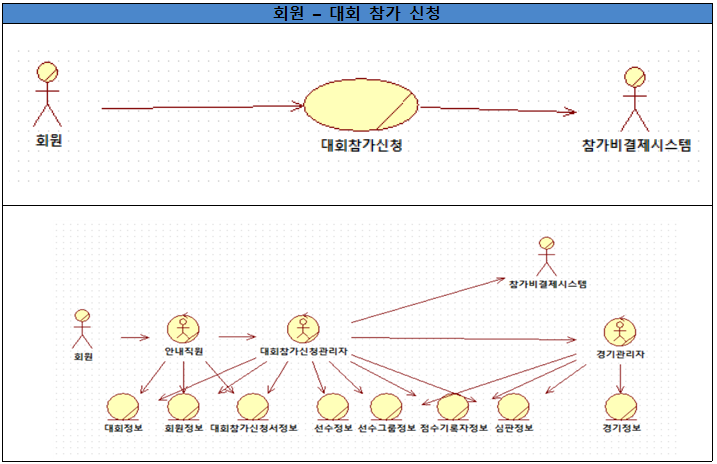 회원 – 대회 참가 신청
회원
대회참가신청
참가비결제시스템
참가비결제시스템
회원
안내직원
대회참가신청관리자
경기관리자
대회정보
회원정보
대회참가신청서정보
선수정보
선수그룹정보
점수기록자정보
심판정보
경기정보